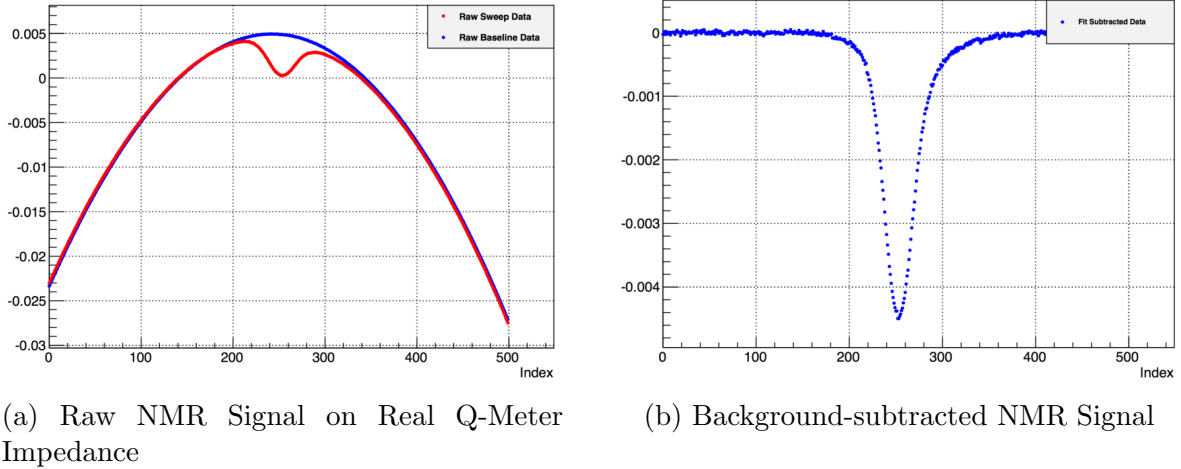 Raw Sweep Data
Raw Baseline Data
0.005
0
-0.005
-0.01
-0.015
-0.02
-0.025
-0.03
0 100 200 300 400 500
Index
Fit Subtracted Data
0
-0.001
-0.002
-0.003
-0.004
0 100 200 300 400 500
Index
(a) Raw NMR Signal on Real Q-Meter
Impedance
(b) Background-subtracted NMR Signal